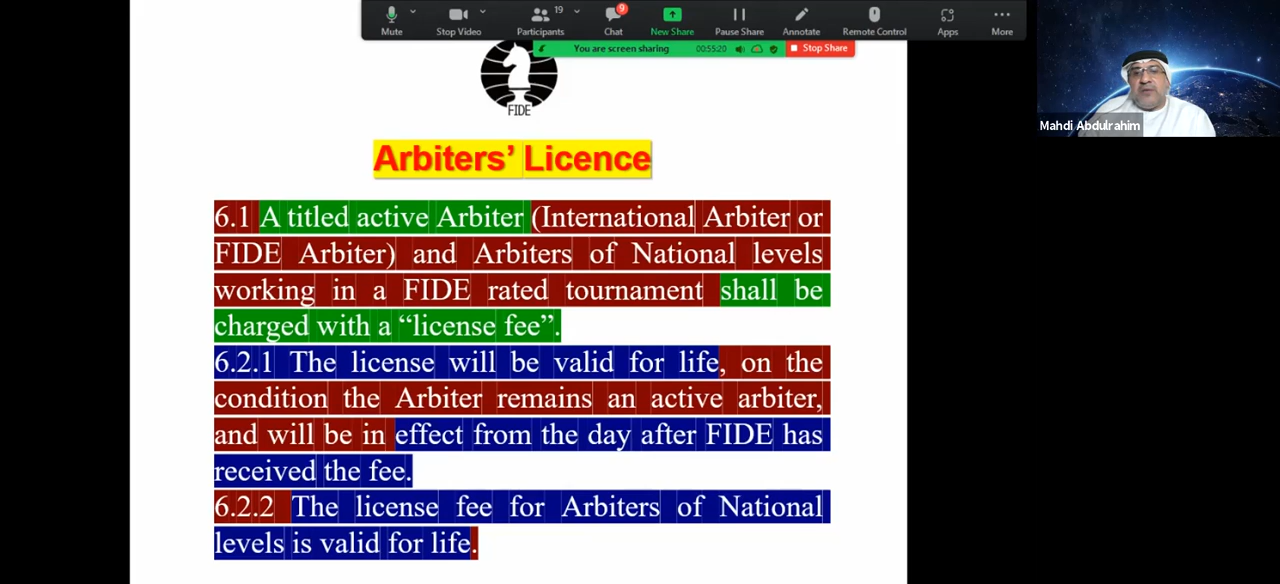 19
9
Mute
Stop Video
Participants
Chat
New Share
Pause Share
Annotate
Remote Control
Apps
More
You are screen sharing
00:55:20
Stop Share
Mahdi Abdulrahim
FIDE
Arbiters’ Licence
6.1 A titled active Arbiter (International Arbiter or
FIDE Arbiter) and Arbiters of National levels
working in a FIDE rated tournament shall be
charged with a “license fee”.
6.2.1 The license will be valid for life, on the
condition the Arbiter remains an active arbiter,
and will be in effect from the day after FIDE has
received the fee.
6.2.2 The license fee for Arbiters of National
levels is valid for life.